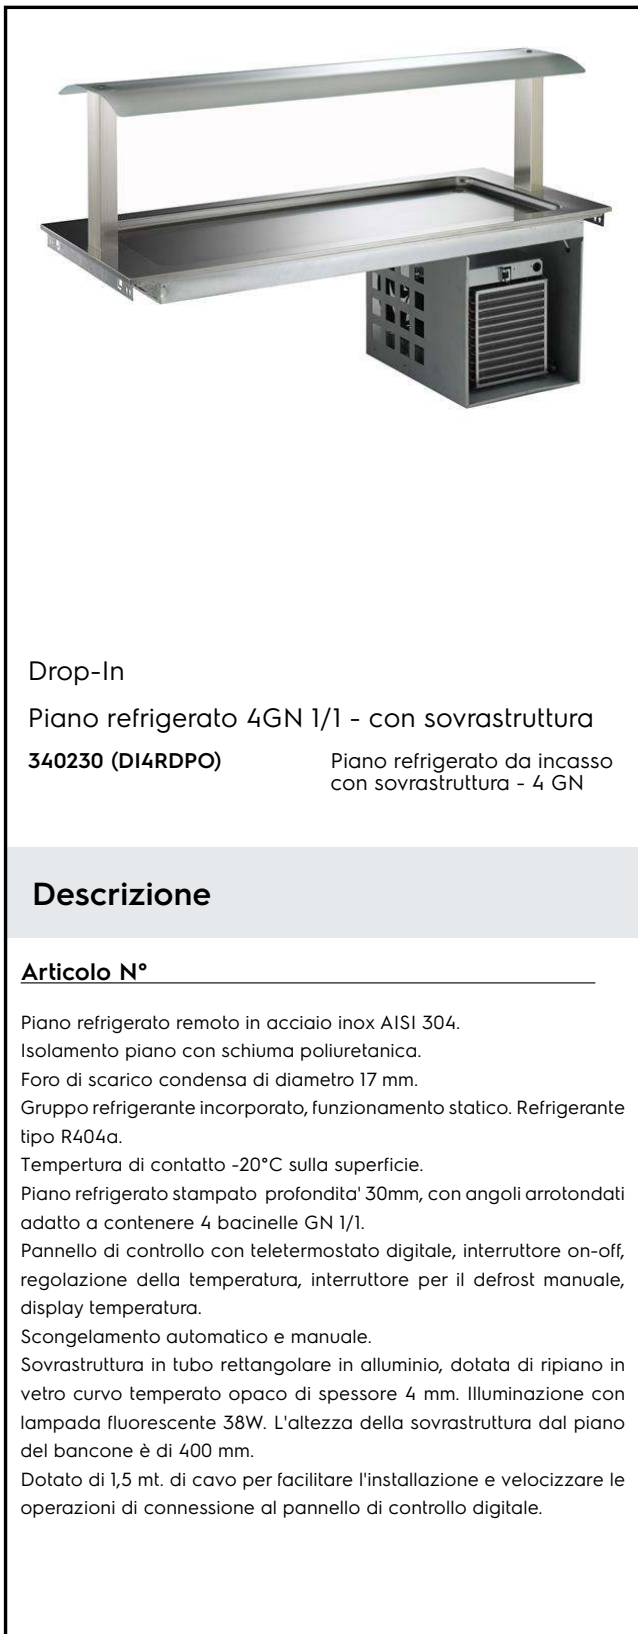 Drop-In
Piano refrigerato 4GN 1/1 - con sovrastruttura
340230 (DI4RDPO)
Piano refrigerato da incasso
con sovrastruttura - 4 GN
Descrizione
Articolo N°
Piano refrigerato remoto in acciaio inox AISI 304.
Isolamento piano con schiuma poliuretanica.
Foro di scarico condensa di diametro 17 mm.
Gruppo refrigerante incorporato, funzionamento statico. Refrigerante
tipo R404a.
Tempertura di contatto -20°C sulla superficie.
Piano refrigerato stampato profondita' 30mm, con angoli arrotondati
adatto a contenere 4 bacinelle GN 1/1.
Pannello di controllo con teletermostato digitale, interruttore on-off,
regolazione della temperatura, interruttore per il defrost manuale,
display temperatura.
Scongelamento automatico e manuale.
Sovrastruttura in tubo rettangolare in alluminio, dotata di ripiano in
vetro curvo temperato opaco di spessore 4 mm. Illuminazione con
lampada fluorescente 38W. L'altezza della sovrastruttura dal piano
del bancone è di 400 mm.
Dotato di 1,5 mt. di cavo per facilitare l'installazione e velocizzare le
operazioni di connessione al pannello di controllo digitale.